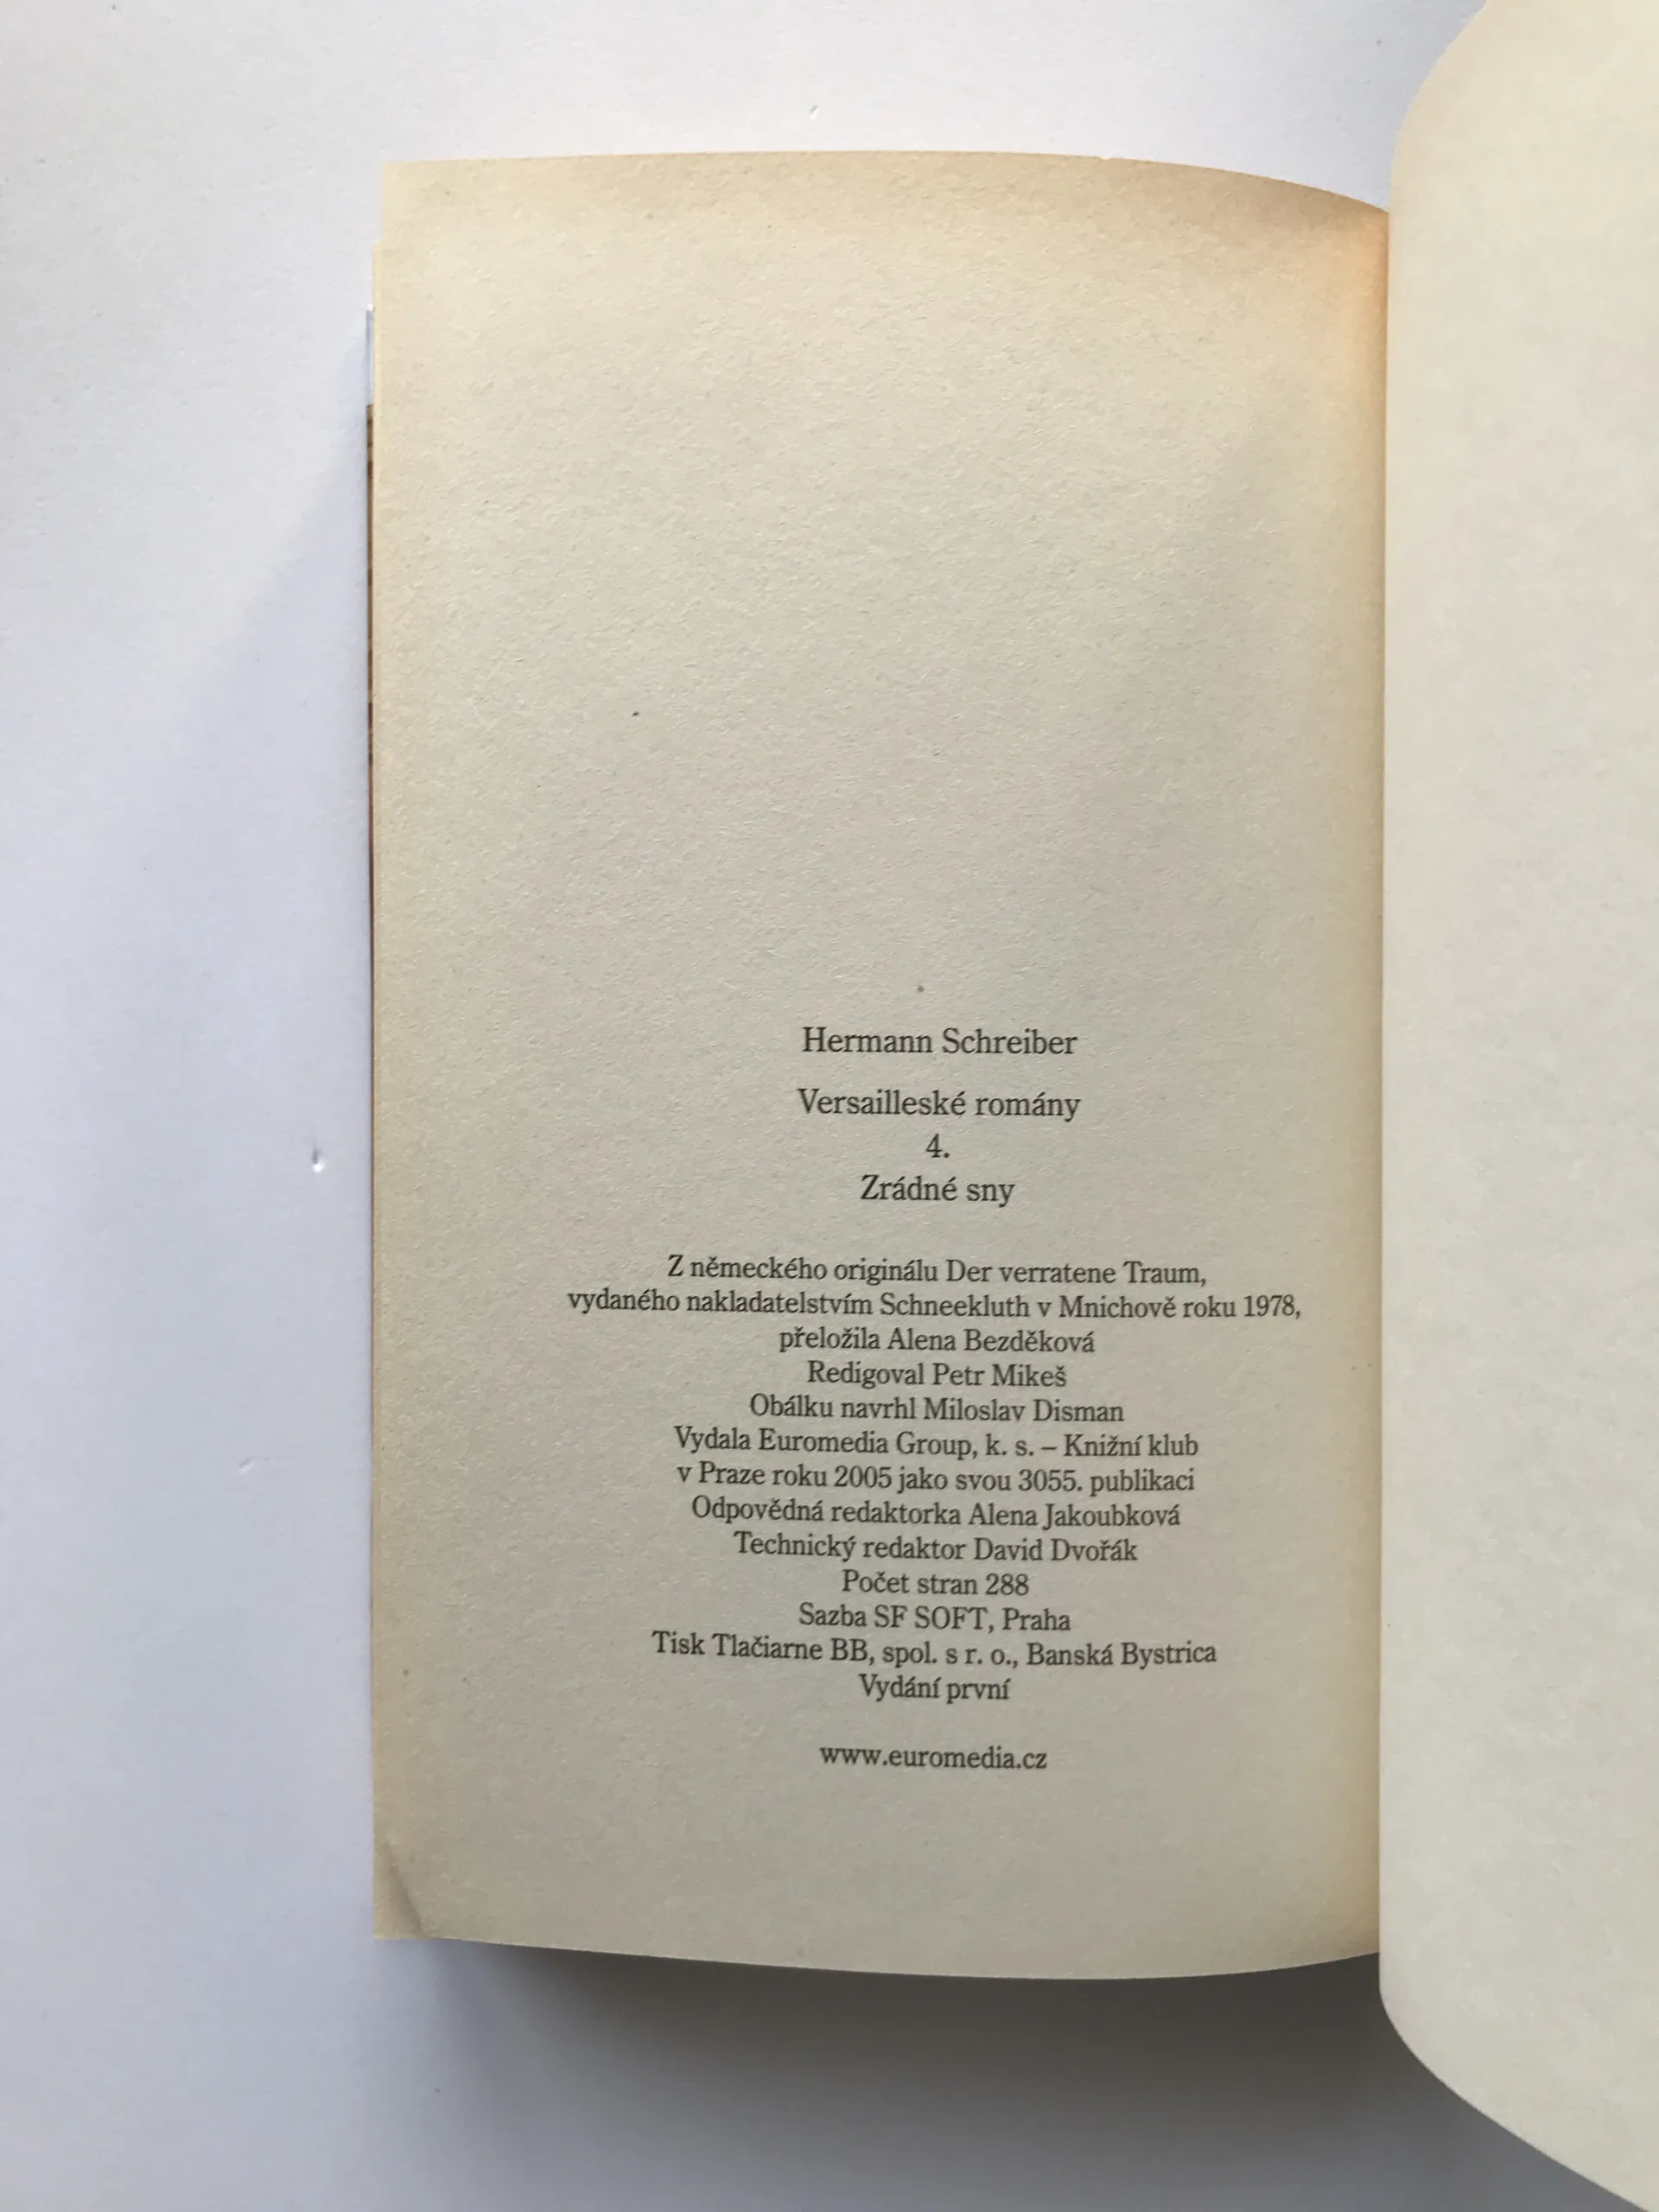 Hermann Schreiber
Versailleské romány
4.
Zrádné sny
Z německého originálu Der verratene Traum,
vydaného nakladatelstvím Schneekluth v Mnichově roku 1978,
přeložila Alena Bezděková
Redigoval Petr Mikeš
Obálku navrhl Miloslav Disman
Vydala Euromedia Group, k. s. – Knižní klub
v Praze roku 2005 jako svou 3055. publikaci
Odpovědná redaktorka Alena Jakoubková
Technický redaktor David Dvořák
Počet stran 288
Sazba SF SOFT, Praha
Tisk Tlačiarne BB, spol. s r. o., Banská Bystrica
Vydání první
www.euromedia.cz